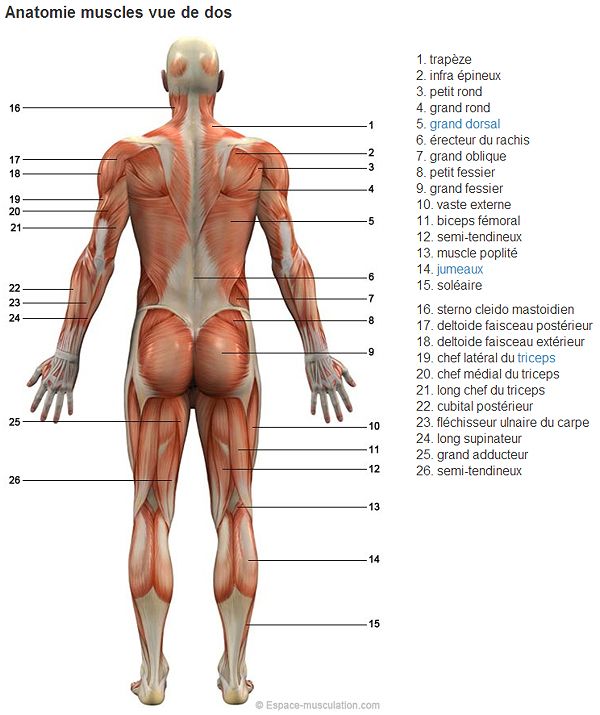 Anatomie muscles vue de dos
16
17
18
19
20
21
22
23
24
25
26
1
2
3
4
5
6
7
8
9
10
11
12
13
14
15
1. trapèze
2. infra épineux
3. petit rond
4. grand rond
5. grand dorsal
6. érecteur du rachis
7. grand oblique
8. petit fessier
9. grand fessier
10. vaste externe
11. biceps fémoral
12. semi-tendineux
13. muscle poplité
14. jumeaux
15. soléaire
16. sterno cleido mastoidien
17. deltoide faisceau postérieur
18. deltoide faisceau extérieur
19. chef latéral du triceps
20. chef médial du triceps
21. long chef du triceps
22. cubital postérieur
23. fléchisseur ulnaire du carpe
24. long supinateur
25. grand adducteur
26. semi-tendineux
© Espace-musculation.com